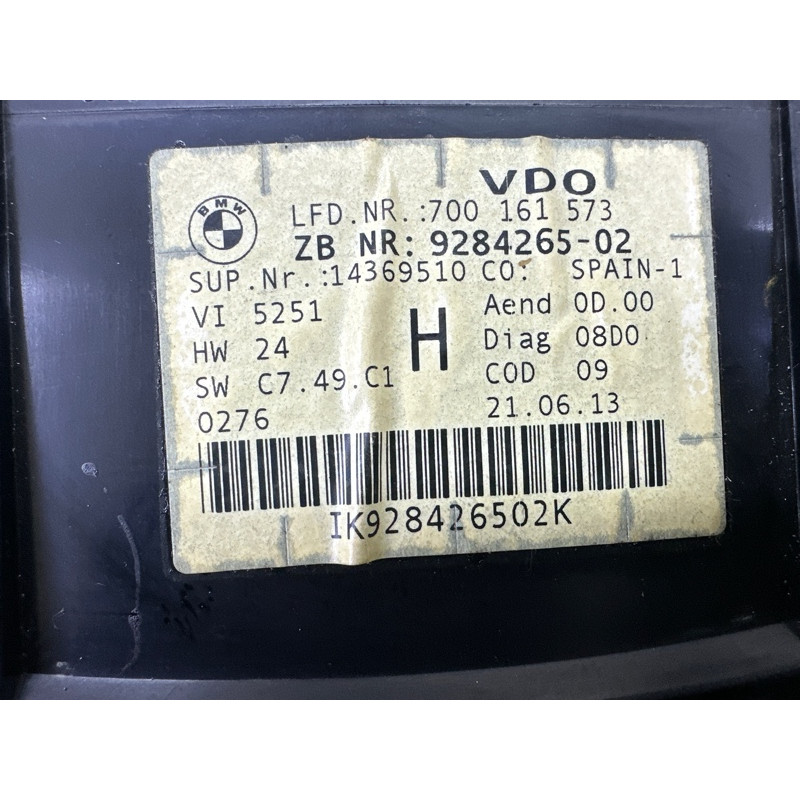 VDO
BMW
LFD.NR.:700 161 573
ZB NR: 9284265-02
SUP.Nr.:14369510 CO: SPAIN-1
VI 5251 H Aend 0D.00
HW 24 Diag 08D0
SW C7.49.C1 COD 09
0276 21.06.13
IK928426502K